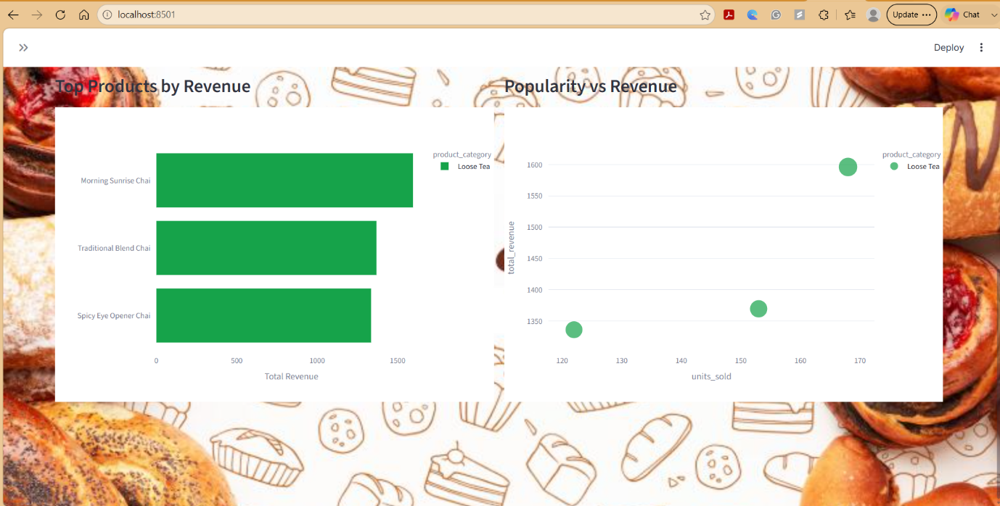 localhost:8501
Update
Chat
Deploy
Top Products by Revenue
product_category
Loose Tea
Morning Sunrise Chai
Traditional Blend Chai
Spicy Eye Opener Chai
0 500 1000 1500
Total Revenue
Popularity vs Revenue
product_category
Loose Tea
1600
1550
1500
1450
1400
1350
total_revenue
120 130 140 150 160 170
units_sold